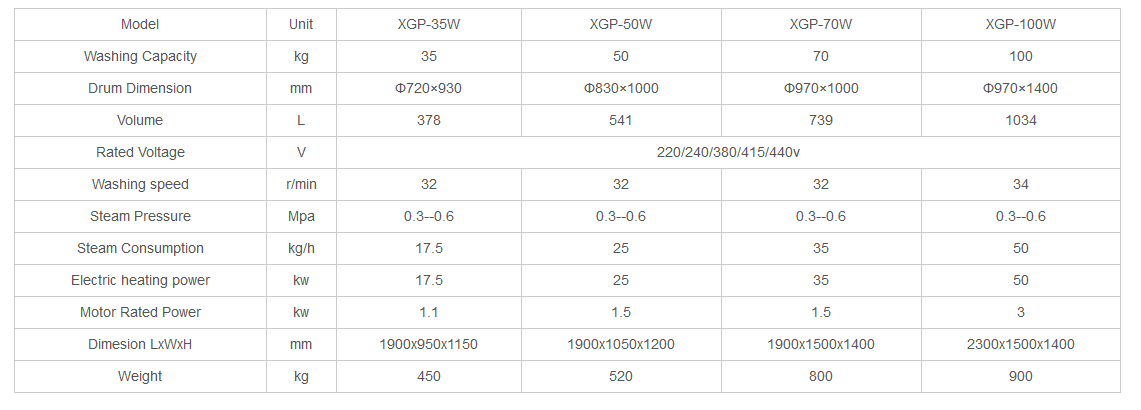 Model Unit XGP-35W XGP-50W XGP-70W XGP-100W
Washing Capacity kg 35 50 70 100
Drum Dimension mm Φ720×930 Φ830×1000 Φ970×1000 Φ970×1400
Volume L 378 541 739 1034
Rated Voltage V 220/240/380/415/440v
Washing speed r/min 32 32 32 34
Steam Pressure Mpa 0.3--0.6 0.3--0.6 0.3--0.6 0.3--0.6
Steam Consumption kg/h 17.5 25 35 50
Electric heating power kw 17.5 25 35 50
Motor Rated Power kw 1.1 1.5 1.5 3
Dimesion LxWxH mm 1900x950x1150 1900x1050x1200 1900x1500x1400 2300x1500x1400
Weight kg 450 520 800 900